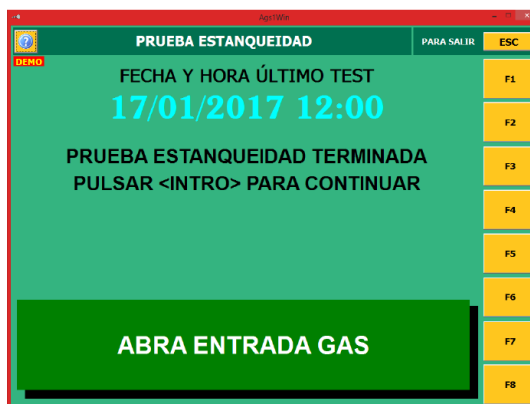 Ags1Win
PRUEBA ESTANQUEIDAD
PARA SALIR
ESC
DEMO
FECHA Y HORA ÚLTIMO TEST
17/01/2017 12:00
PRUEBA ESTANQUEIDAD TERMINADA
PULSAR <INTRO> PARA CONTINUAR
ABRA ENTRADA GAS
F1
F2
F3
F4
F5
F6
F7
F8